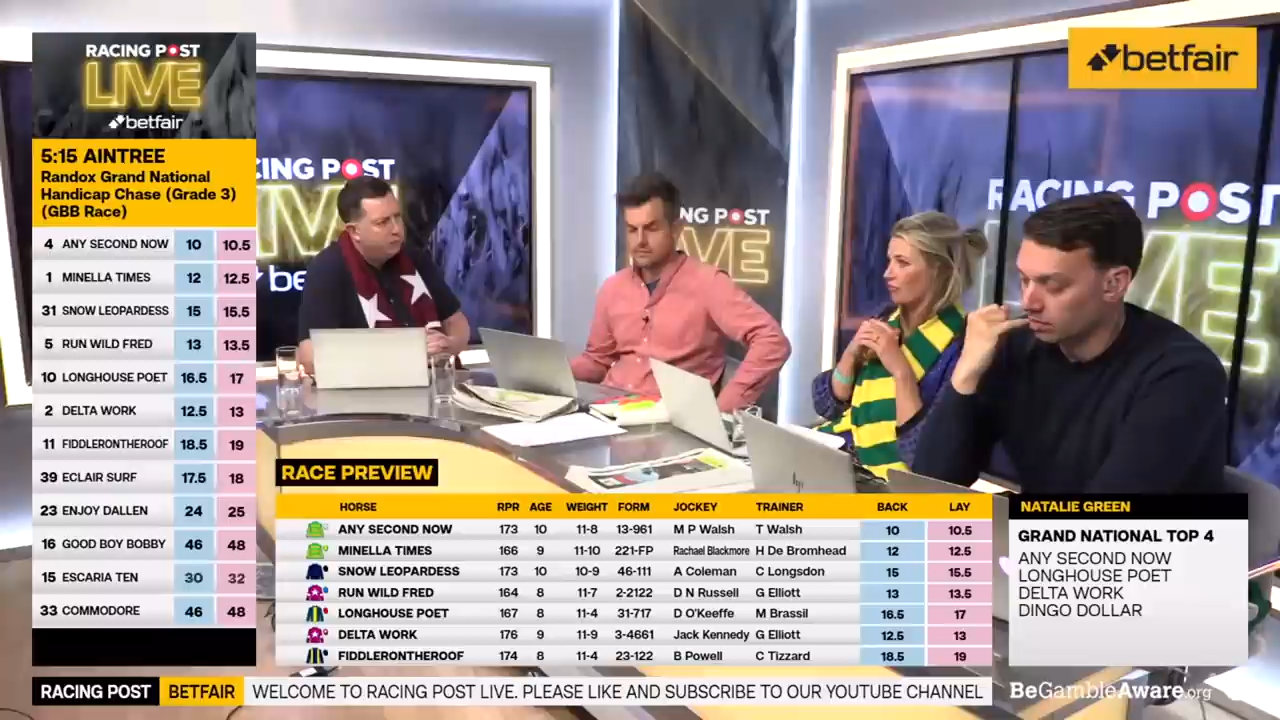 RACING POST
LIVE
betfair
5:15 AINTREE
Randox Grand National
Handicap Chase (Grade 3)
(GBB Race)
4 ANY SECOND NOW 10 10.5
1 MINELLA TIMES 12 12.5
31 SNOW LEOPARDESS 15 15.5
5 RUN WILD FRED 13 13.5
10 LONGHOUSE POET 16.5 17
2 DELTA WORK 12.5 13
11 FIDDLERONTHEROOF 18.5 19
39 ECLAIR SURF 17.5 18
23 ENJOY DALLEN 24 25
16 GOOD BOY BOBBY 46 48
15 ESCARIA TEN 30 32
33 COMMODORE 46 48
CING POST
IVE
be
NG POST
IVE
RACING POST
VE
betfair
hp
RACE PREVIEW
HORSE RPR AGE WEIGHT FORM JOCKEY TRAINER BACK LAY
ANY SECOND NOW 173 10 11-8 13-961 M P Walsh T Walsh 10 10.5
MINELLA TIMES 166 9 11-10 221-FP Rachael Blackmore H De Bromhead 12 12.5
SNOW LEOPARDESS 173 10 10-9 46-111 A Coleman C Longsdon 15 15.5
RUN WILD FRED 164 8 11-7 2-2122 D N Russell G Elliott 13 13.5
LONGHOUSE POET 167 8 11-4 31-717 D O'Keeffe M Brassil 16.5 17
DELTA WORK 176 9 11-9 3-4661 Jack Kennedy G Elliott 12.5 13
FIDDLERONTHEROOF 174 8 11-4 23-122 B Powell C Tizzard 18.5 19
NATALIE GREEN
GRAND NATIONAL TOP 4
ANY SECOND NOW
LONGHOUSE POET
DELTA WORK
DINGO DOLLAR
RACING POST BETFAIR WELCOME TO RACING POST LIVE. PLEASE LIKE AND SUBSCRIBE TO OUR YOUTUBE CHANNEL
BeGambleAware.org